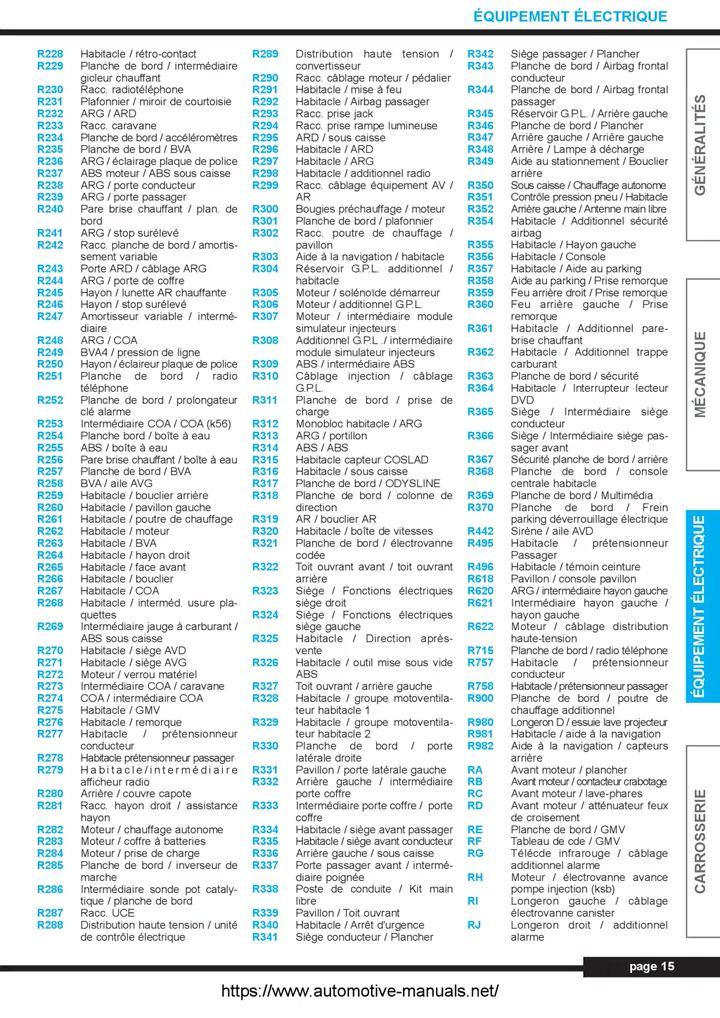 ÉQUIPEMENT ÉLECTRIQUE
R228 Habitacle / rétro-contact
R229 Planche de bord / intermédiaire
gicleur chauffant
R230 Racc. radiotéléphone
R231 Plafonnier / miroir de courtoisie
R232 ARG / ARD
R233 Racc. caravane
R234 Planche de bord / accéléromètres
R235 Planche de bord / BVA
R236 ARG / éclairage plaque de police
R237 ABS moteur / ABS sous caisse
R238 ARG / porte conducteur
R239 ARG / porte passager
R240 Pare brise chauffant / plan. de
bord
R241 ARG / stop surélevé
R242 Racc. planche de bord / amortis-
sement variable
R243 Porte ARD / câblage ARG
R244 ARG / porte de coffre
R245 Hayon / lunette AR chauffante
R246 Hayon / stop surélevé
R247 Amortisseur variable / intermé-
diaire
R248 ARG / COA
R249 BVA4 / pression de ligne
R250 Hayon / éclaireur plaque de police
R251 Planche de bord / radio
téléphone
R252 Planche de bord / prolongateur
clé alarme
R253 Intermédiaire COA / COA (k56)
R254 Planche bord / boîte à eau
R255 ABS / boîte à eau
R256 Pare brise chauffant / boîte à eau
R257 Planche de bord / BVA
R258 BVA / aile AVG
R259 Habitacle / bouclier arrière
R260 Habitacle / pavillon gauche
R261 Habitacle / poutre de chauffage
R262 Habitacle / moteur
R263 Habitacle / BVA
R264 Habitacle / hayon droit
R265 Habitacle / face avant
R266 Habitacle / bouclier
R267 Habitacle / COA
R268 Habitacle / interméd. usure pla-
quettes
R269 Intermédiaire jauge à carburant /
ABS sous caisse
R270 Habitacle / siège AVD
R271 Habitacle / siège AVG
R272 Moteur / verrou matériel
R273 Intermédiaire COA / caravane
R274 COA / intermédiaire COA
R275 Habitacle / GMV
R276 Habitacle / remorque
R277 Habitacle / prétensionneur
conducteur
R278 Habitacle prétensionneur passager
R279 Habitacle/intermédiaire
afficheur radio
R280 Arrière / couvre capote
R281 Racc. hayon droit / assistance
hayon
R282 Moteur / chauffage autonome
R283 Moteur / coffre à batteries
R284 Moteur / prise de charge
R285 Planche de bord / inverseur de
marche
R286 Intermédiaire sonde pot cataly-
tique / planche de bord
R287 Racc. UCE
R288 Distribution haute tension / unité
de contrôle électrique
R289 Distribution haute tension /
convertisseur
R290 Racc. câblage moteur / pédalier
R291 Habitacle / mise à feu
R292 Habitacle / Airbag passager
R293 Racc. prise jack
R294 Racc. prise rampe lumineuse
R295 ARD / sous caisse
R296 Habitacle / ARD
R297 Habitacle / ARG
R298 Habitacle / additionnel radio
R299 Racc. câblage équipement AV /
AR
R300 Bougies préchauffage / moteur
R301 Planche de bord / plafonnier
R302 Racc. poutre de chauffage /
pavillon
R303 Aide à la navigation / habitacle
R304 Réservoir G.P.L. additionnel /
habitacle
R305 Moteur / solénoïde démarreur
R306 Moteur / additionnel G.P.L.
R307 Moteur / intermédiaire module
simulateur injecteurs
R308 Additionnel G.P.L ./ intermédiaire
module simulateur injecteurs
R309 ABS / intermédiaire ABS
R310 Câblage injection / câblage
G.P.L.
R311 Planche de bord / prise de
charge
R312 Monobloc habitacle / ARG
R313 ARG / portillon
R314 ABS / ABS
R315 Habitacle capteur COSLAD
R316 Habitacle / sous caisse
R317 Planche de bord / ODYSLINE
R318 Planche de bord / colonne de
direction
R319 AR / bouclier AR
R320 Habitacle / boîte de vitesses
R321 Planche de bord / électrovanne
codée
R322 Toit ouvrant avant / toit ouvrant
arrière
R323 Siège / Fonctions électriques
siège droit
R324 Siège / Fonctions électriques
siège gauche
R325 Habitacle / Direction après-
vente
R326 Habitacle / outil mise sous vide
ABS
R327 Toit ouvrant / arrière gauche
R328 Habitacle / groupe motoventila-
teur habitacle 1
R329 Habitacle / groupe motoventila-
teur habitacle 2
R330 Planche de bord / porte
latérale droite
R331 Pavillon / porte latérale gauche
R332 Arrière gauche / intermédiaire
porte coffre
R333 Intermédiaire porte coffre / porte
coffre
R334 Habitacle / siège avant passager
R335 Habitacle / siège avant conducteur
R336 Arrière gauche / sous caisse
R337 Porte passager avant / intermé-
diaire poignée
R338 Poste de conduite / Kit main
libre
R339 Pavillon / Toit ouvrant
R340 Habitacle / Arrêt d'urgence
R341 Siège conducteur / Plancher
R342 Siège passager / Plancher
R343 Planche de bord / Airbag frontal
conducteur
R344 Planche de bord / Airbag frontal
passager
R345 Réservoir G.P.L. / Arrière gauche
R346 Planche de bord / Plancher
R347 Arrière gauche / Arrière gauche
R348 Arrière / Lampe à décharge
R349 Aide au stationnement / Bouclier
arrière
R350 Sous caisse / Chauffage autonome
R351 Contrôle pression pneu / Habitacle
R352 Arrière gauche / Antenne main libre
R354 Habitacle / Additionnel sécurité
airbag
R355 Habitacle / Hayon gauche
R356 Habitacle / Console
R357 Habitacle / Aide au parking
R358 Aide au parking / Prise remorque
R359 Feu arrière droit / Prise remorque
R360 Feu arrière gauche / Prise
remorque
R361 Habitacle / Additionnel pare-
brise chauffant
R362 Habitacle / Additionnel trappe
carburant
R363 Planche de bord / sécurité
R364 Habitacle / Interrupteur lecteur
DVD
R365 Siège / Intermédiaire siège
conducteur
R366 Siège / Intermédiaire siège pas-
sager avant
R367 Sécurité planche de bord / arrière
R368 Planche de bord / console
centrale habitacle
R369 Planche de bord / Multimédia
R370 Planche de bord / Frein
parking déverrouillage électrique
R442 Sirène / aile AVD
R495 Habitacle / prétensionneur
Passager
R496 Habitacle / témoin ceinture
R618 Pavillon / console pavillon
R620 ARG / intermédiaire hayon gauche
R621 Intermédiaire hayon gauche /
hayon gauche
R622 Moteur / câblage distribution
haute-tension
R715 Planche de bord / radio téléphone
R757 Habitacle / prétensionneur
conducteur
R758 Habitacle / prétensionneur passager
R900 Planche de bord / poutre de
chauffage additionnel
R980 Longeron D / essuie lave projecteur
R981 Habitacle / aide à la navigation
R982 Aide à la navigation / capteurs
arrière
RA Avant moteur / plancher
RB Avant moteur / contacteur crabotage
RC Avant moteur / lave-phares
RD Avant moteur / atténuateur feux
de croisement
RE Planche de bord / GMV
RF Tableau de cde / GMV
RG Télécde infrarouge / câblage
additionnel alarme
RH Moteur / électrovanne avance
pompe injection (ksb)
RI Longeron gauche / câblage
électrovanne canister
RJ Longeron droit / additionnel
alarme
GÉNÉRALITÉS
MÉCANIQUE
ÉQUIPEMENT ÉLECTRIQUE
CARROSSERIE
page 15
https://www.automotive-manuals.net/